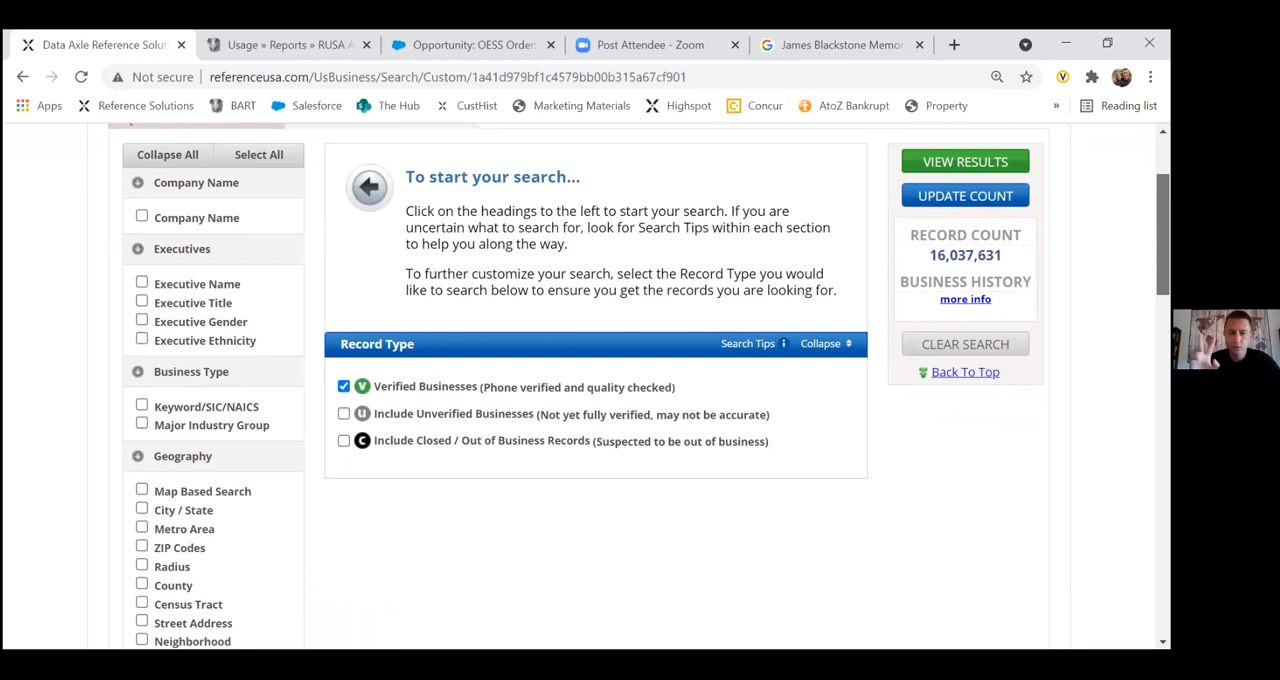 Data Axle Reference Solut
Usage » Reports » RUSA A
Opportunity: OESS Order:
Post Attendee - Zoom
James Blackstone Memor
Not secure
referenceusa.com/UsBusiness/Search/Custom/1a41d979bf1c4579bb00b315a67cf901
Apps
Reference Solutions
BART
Salesforce
The Hub
CustHist
Marketing Materials
Highspot
Concur
AtoZ Bankrupt
Property
»
Reading list
Collapse All
Select All
Company Name
Company Name
Executives
Executive Name
Executive Title
Executive Gender
Executive Ethnicity
Business Type
Keyword/SIC/NAICS
Major Industry Group
Geography
Map Based Search
City / State
Metro Area
ZIP Codes
Radius
County
Census Tract
Street Address
Neighborhood
To start your search...
Click on the headings to the left to start your search. If you are
uncertain what to search for, look for Search Tips within each section
to help you along the way.
To further customize your search, select the Record Type you would
like to search below to ensure you get the records you are looking for.
Record Type
Search Tips i
Collapse
V Verified Businesses (Phone verified and quality checked)
U Include Unverified Businesses (Not yet fully verified, may not be accurate)
C Include Closed / Out of Business Records (Suspected to be out of business)
VIEW RESULTS
UPDATE COUNT
RECORD COUNT
16,037,631
BUSINESS HISTORY
more info
CLEAR SEARCH
Back To Top